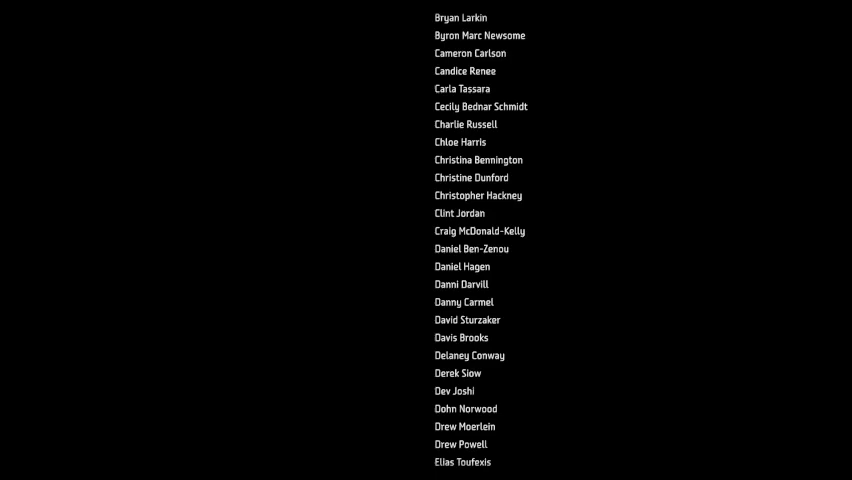 Bryan Larkin
Byron Marc Newsome
Cameron Carlson
Candice Renee
Carla Tassara
Cecily Bednar Schmidt
Charlie Russell
Chloe Harris
Christina Bennington
Christine Dunford
Christopher Hackney
Clint Jordan
Craig McDonald-Kelly
Daniel Ben-Zenou
Daniel Hagen
Danni Darvill
Danny Carmel
David Sturzaker
Davis Brooks
Delaney Conway
Derek Siow
Dev Joshi
Dohn Norwood
Drew Moerlein
Drew Powell
Elias Toufexis